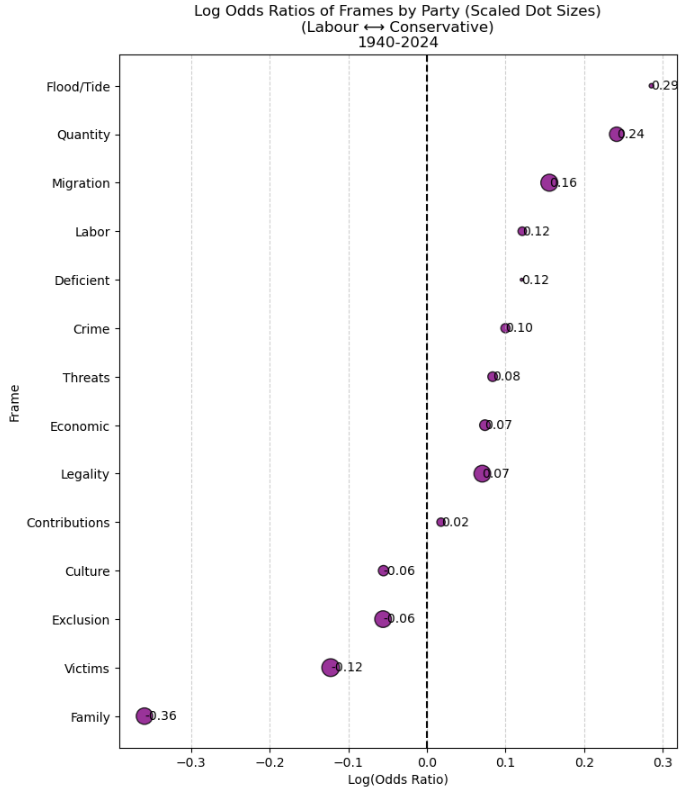 Log Odds Ratios of Frames by Party (Scaled Dot Sizes)
(Labour ⟷ Conservative)
1940-2024
Flood/Tide 0.29
Quantity 0.24
Migration 0.16
Labor 0.12
Deficient 0.12
Crime 0.10
Threats 0.08
Economic 0.07
Legality 0.07
Contributions 0.02
Culture -0.06
Exclusion -0.06
Victims -0.12
Family -0.36
Frame
−0.3 −0.2 −0.1 0.0 0.1 0.2 0.3
Log(Odds Ratio)